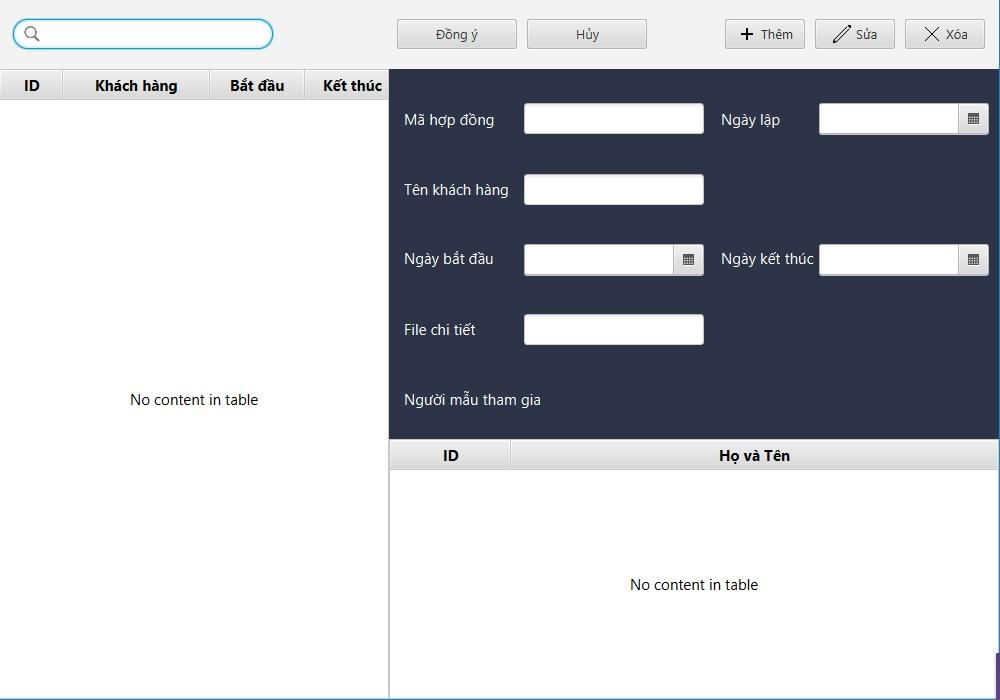 Đồng ý Hủy Thêm Sửa Xóa
ID Khách hàng Bắt đầu Kết thúc
Mã hợp đồng Ngày lập
Tên khách hàng
Ngày bắt đầu Ngày kết thúc
File chi tiết
Người mẫu tham gia
No content in table
ID Họ và Tên
No content in table